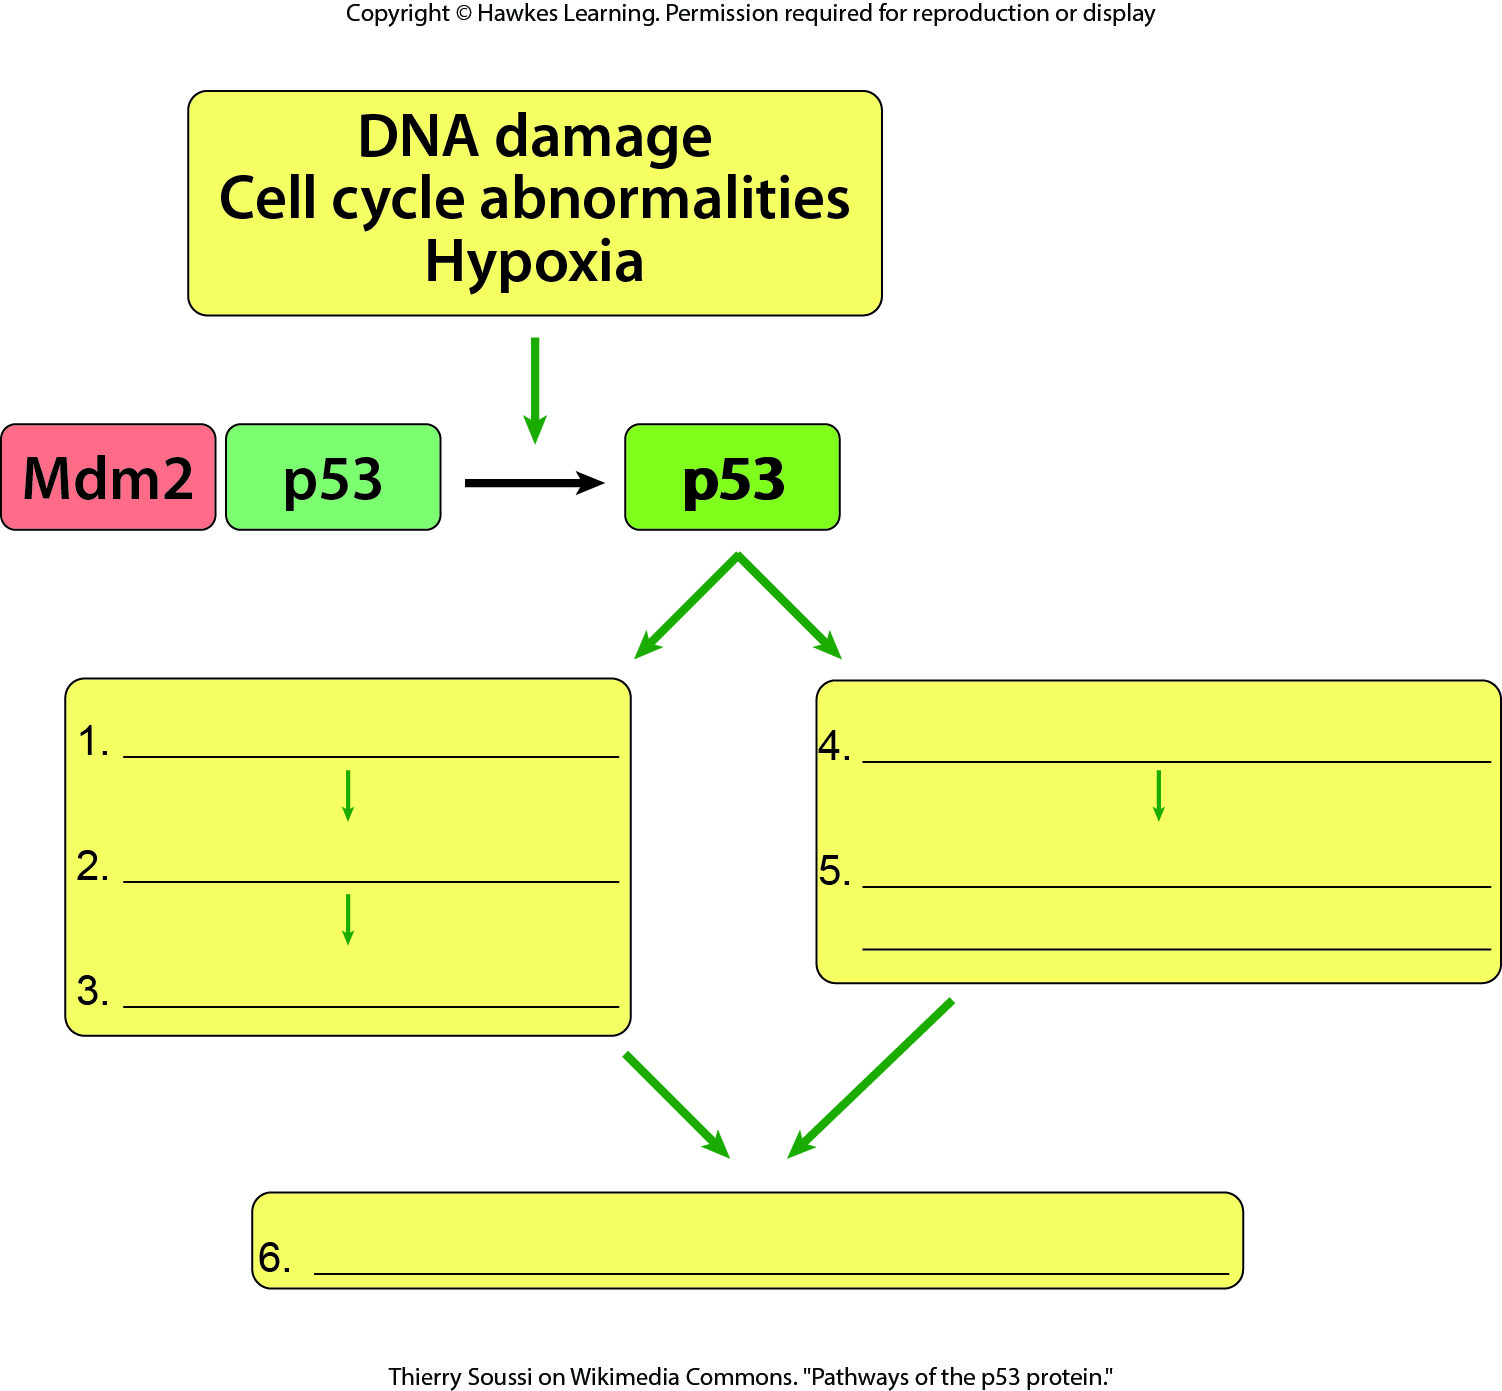 Copyright © Hawkes Learning. Permission required for reproduction or display
DNA damage
Cell cycle abnormalities
Hypoxia
Mdm2
p53
p53
1.
2.
3.
4.
5.
6.
Thierry Soussi on Wikimedia Commons. "Pathways of the p53 protein."